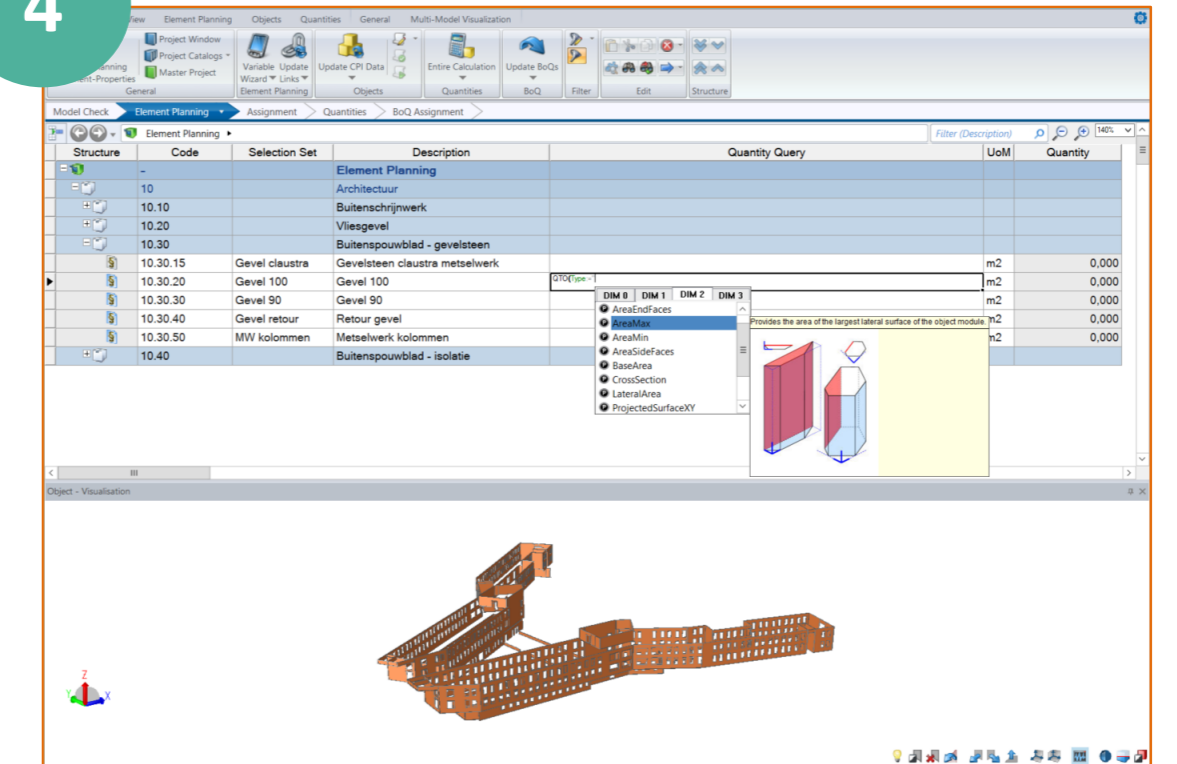 4
View Element Planning Objects Quantities General Multi-Model Visualization
Project Window
Project Catalogs
Master Project
Planning
ent-Properties
General
Variable Wizard
Update Links
Element Planning
Update CPI Data
Objects
Entire Calculation
Quantities
Update BoQs
BoQ
Filter
Edit
Structure
Model Check Element Planning Assignment Quantities BoQ Assignment
Element Planning Filter (Description) 140%
Structure Code Selection Set Description Quantity Query UoM Quantity
- Element Planning
10 Architectuur
10.10 Buitenschrijnwerk
10.20 Vliesgevel
10.30 Buitenspouwblad - gevelsteen
10.30.15 Gevel claustra Gevelsteen claustra metselwerk m2 0,000
10.30.20 Gevel 100 Gevel 100 QTO(Type:=" m2 0,000
10.30.30 Gevel 90 Gevel 90 m2 0,000
10.30.40 Gevel retour Retour gevel m2 0,000
10.30.50 MW kolommen Metselwerk kolommen m2 0,000
10.40 Buitenspouwblad - isolatie
DIM 0 DIM 1 DIM 2 DIM 3
AreaEndFaces
AreaMax
AreaMin
AreaSideFaces
BaseArea
CrossSection
LateralArea
ProjectedSurfaceXY
Provides the area of the largest lateral surface of the object module.
Object - Visualisation
Z
Y
X